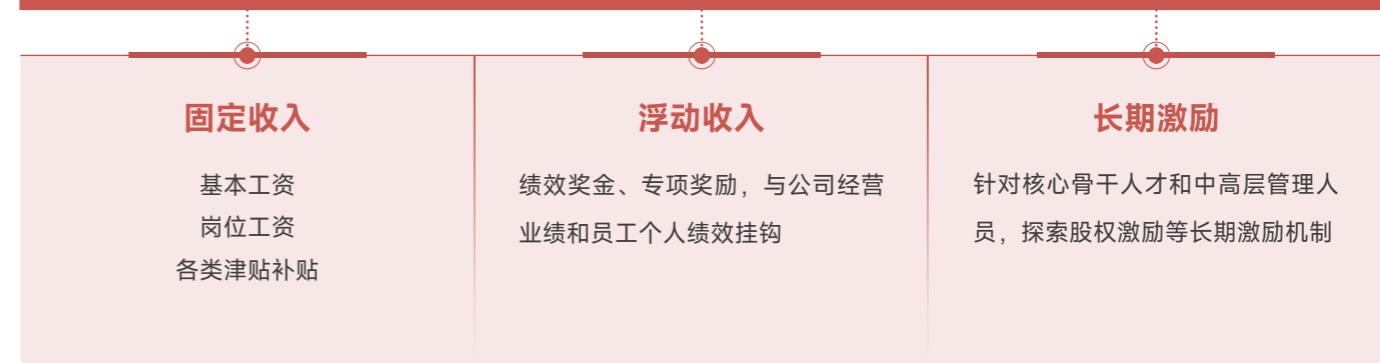 固定收入
基本工资
岗位工资
各类津贴补贴
浮动收入
绩效奖金、专项奖励，与公司经营
业绩和员工个人绩效挂钩
长期激励
针对核心骨干人才和中高层管理人
员，探索股权激励等长期激励机制